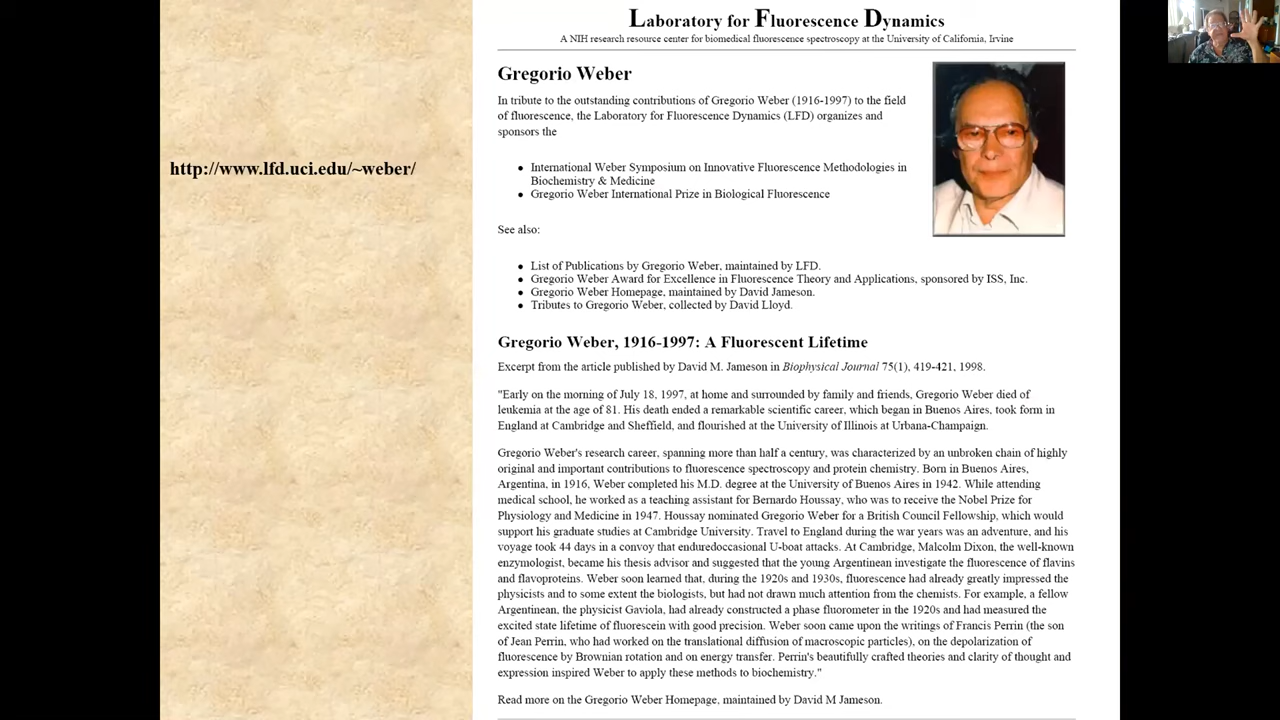 Laboratory for Fluorescence Dynamics
A NIH research resource center for biomedical fluorescence spectroscopy at the University of California, Irvine
http://www.lfd.uci.edu/~weber/
Gregorio Weber
In tribute to the outstanding contributions of Gregorio Weber (1916-1997) to the field
of fluorescence, the Laboratory for Fluorescence Dynamics (LFD) organizes and
sponsors the
• International Weber Symposium on Innovative Fluorescence Methodologies in
Biochemistry & Medicine
• Gregorio Weber International Prize in Biological Fluorescence
See also:
• List of Publications by Gregorio Weber, maintained by LFD.
• Gregorio Weber Award for Excellence in Fluorescence Theory and Applications, sponsored by ISS, Inc.
• Gregorio Weber Homepage, maintained by David Jameson.
• Tributes to Gregorio Weber, collected by David Lloyd.
Gregorio Weber, 1916-1997: A Fluorescent Lifetime
Excerpt from the article published by David M. Jameson in Biophysical Journal 75(1), 419-421, 1998.
"Early on the morning of July 18, 1997, at home and surrounded by family and friends, Gregorio Weber died of
leukemia at the age of 81. His death ended a remarkable scientific career, which began in Buenos Aires, took form in
England at Cambridge and Sheffield, and flourished at the University of Illinois at Urbana-Champaign.
Gregorio Weber's research career, spanning more than half a century, was characterized by an unbroken chain of highly
original and important contributions to fluorescence spectroscopy and protein chemistry. Born in Buenos Aires,
Argentina, in 1916, Weber completed his M.D. degree at the University of Buenos Aires in 1942. While attending
medical school, he worked as a teaching assistant for Bernardo Houssay, who was to receive the Nobel Prize for
Physiology and Medicine in 1947. Houssay nominated Gregorio Weber for a British Council Fellowship, which would
support his graduate studies at Cambridge University. Travel to England during the war years was an adventure, and his
voyage took 44 days in a convoy that enduredoccasional U-boat attacks. At Cambridge, Malcolm Dixon, the well-known
enzymologist, became his thesis advisor and suggested that the young Argentinean investigate the fluorescence of flavins
and flavoproteins. Weber soon learned that, during the 1920s and 1930s, fluorescence had already greatly impressed the
physicists and to some extent the biologists, but had not drawn much attention from the chemists. For example, a fellow
Argentinean, the physicist Gaviola, had already constructed a phase fluorometer in the 1920s and had measured the
excited state lifetime of fluorescein with good precision. Weber soon came upon the writings of Francis Perrin (the son
of Jean Perrin, who had worked on the translational diffusion of macroscopic particles), on the depolarization of
fluorescence by Brownian rotation and on energy transfer. Perrin's beautifully crafted theories and clarity of thought and
expression inspired Weber to apply these methods to biochemistry."
Read more on the Gregorio Weber Homepage, maintained by David M Jameson.